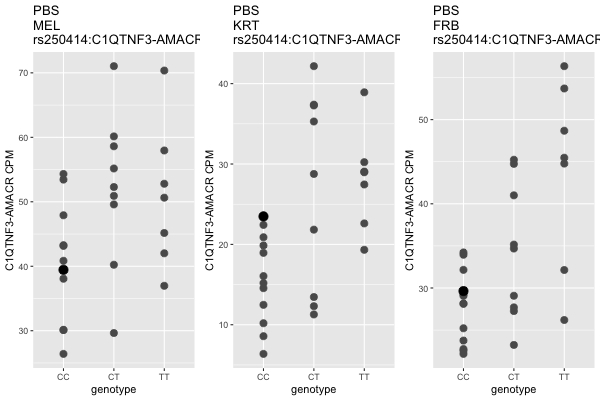 PBS
MEL
rs250414:C1QTNF3-AMACR
C1QTNF3-AMACR CPM
70
60
50
40
30
CC CT TT
genotype
PBS
KRT
rs250414:C1QTNF3-AMACR
C1QTNF3-AMACR CPM
40
30
20
10
CC CT TT
genotype
PBS
FRB
rs250414:C1QTNF3-AMACR
C1QTNF3-AMACR CPM
50
40
30
CC CT TT
genotype